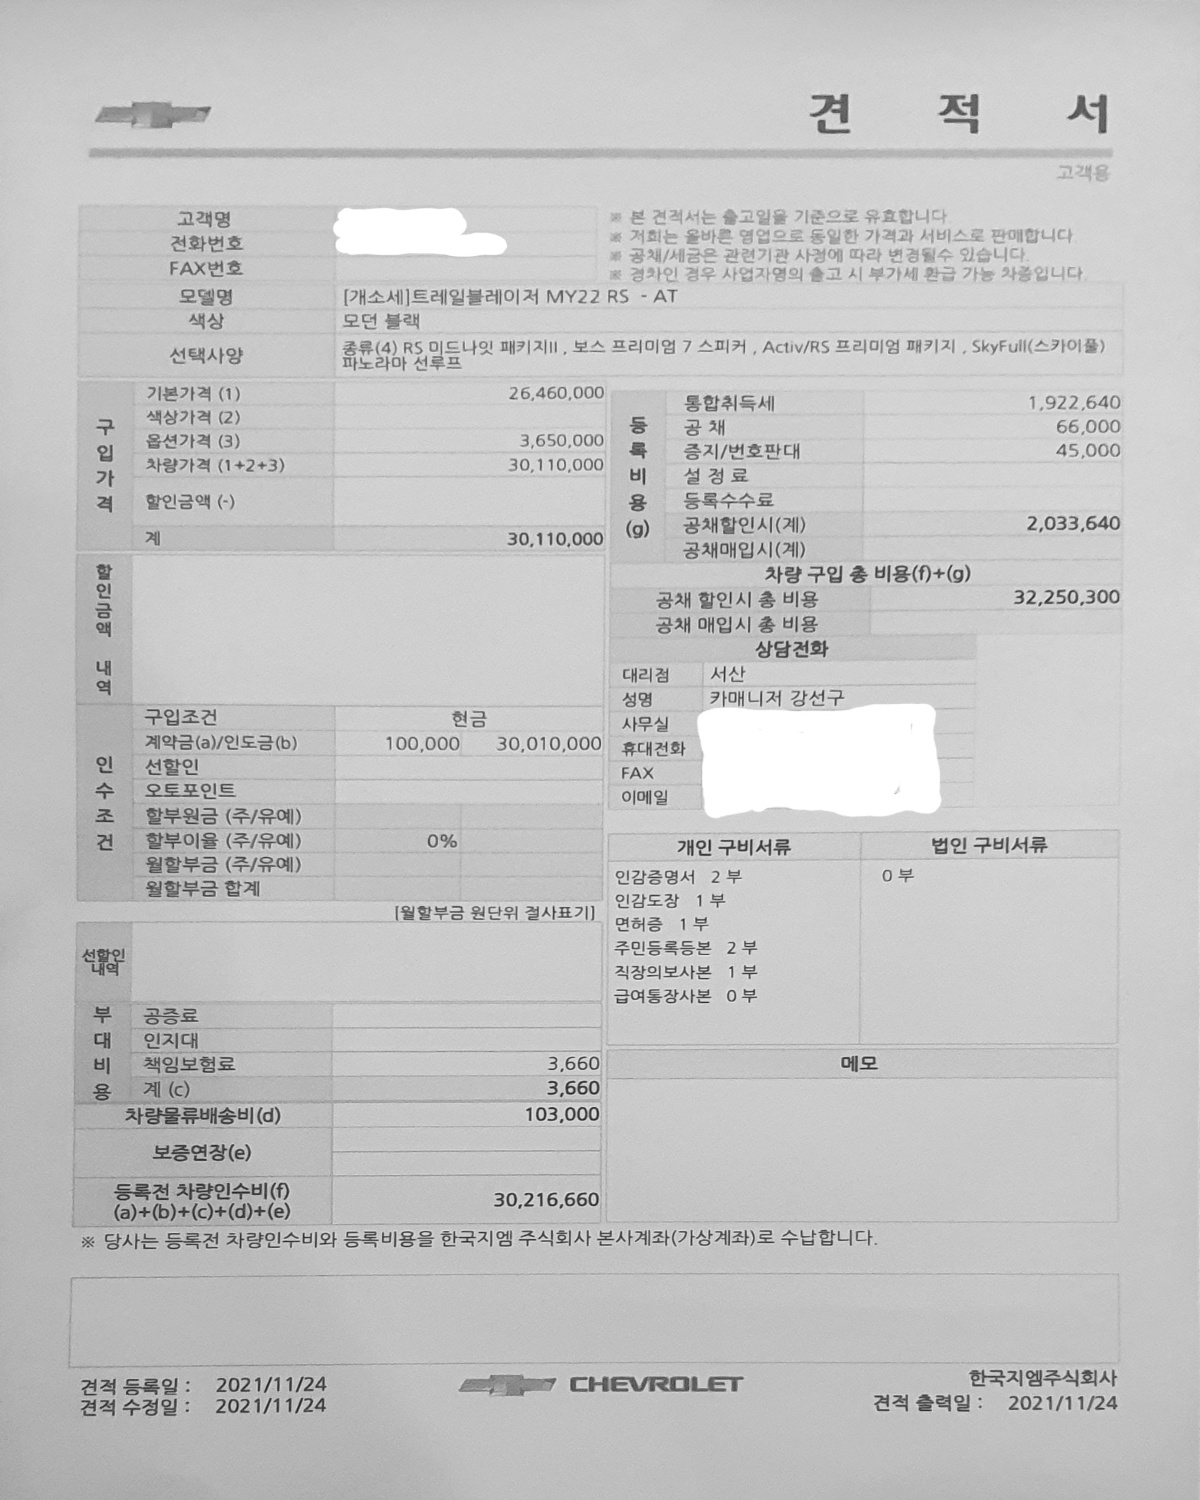 견 적 서
고객용
고객명
전화번호
FAX번호
※ 본 견적서는 출고일을 기준으로 유효합니다.
※ 저희는 올바른 영업으로 동일한 가격과 서비스로 판매합니다.
※ 공채/세금은 관련기관 사정에 따라 변경될수 있습니다.
※ 경차인 경우 사업자명의 출고 시 부가세 환급 가능 차종입니다.
모델명 [개소세]트레일블레이저 MY22 RS - AT
색상 모던 블랙
선택사양 종류(4) RS 미드나잇 패키지II , 보스 프리미엄 7 스피커 , Activ/RS 프리미엄 패키지 , SkyFull(스카이풀)
파노라마 선루프
구입가격
기본가격 (1) 26,460,000
색상가격 (2)
옵션가격 (3) 3,650,000
차량가격 (1+2+3) 30,110,000
할인금액 (-)
계 30,110,000
할인금액 내역
인수조건
구입조건 현금
계약금(a)/인도금(b) 100,000 30,010,000
선할인
오토포인트
할부원금 (주/유예)
할부이율 (주/유예) 0%
월할부금 (주/유예)
월할부금 합계
[월할부금 원단위 절사표기]
선할인
내역
부대비용
공증료
인지대
책임보험료 3,660
계 (c) 3,660
차량물류배송비(d) 103,000
보증연장(e)
등록전 차량인수비(f)
(a)+(b)+(c)+(d)+(e) 30,216,660
등록비용(g)
통합취득세 1,922,640
공 채 66,000
증지/번호판대 45,000
설 정 료
등록수수료
공채할인시(계) 2,033,640
공채매입시(계)
차량 구입 총 비용(f)+(g)
공채 할인시 총 비용 32,250,300
공채 매입시 총 비용
상담전화
대리점 서산
성명 카매니저 강선구
사무실
휴대전화
FAX
이메일
개인 구비서류 법인 구비서류
인감증명서 2 부 0 부
인감도장 1 부
면허증 1 부
주민등록등본 2 부
직장의보사본 1 부
급여통장사본 0 부
메모
※ 당사는 등록전 차량인수비와 등록비용을 한국지엠 주식회사 본사계좌(가상계좌)로 수납합니다.
견적 등록일 : 2021/11/24
견적 수정일 : 2021/11/24
CHEVROLET
한국지엠주식회사
견적 출력일 : 2021/11/24